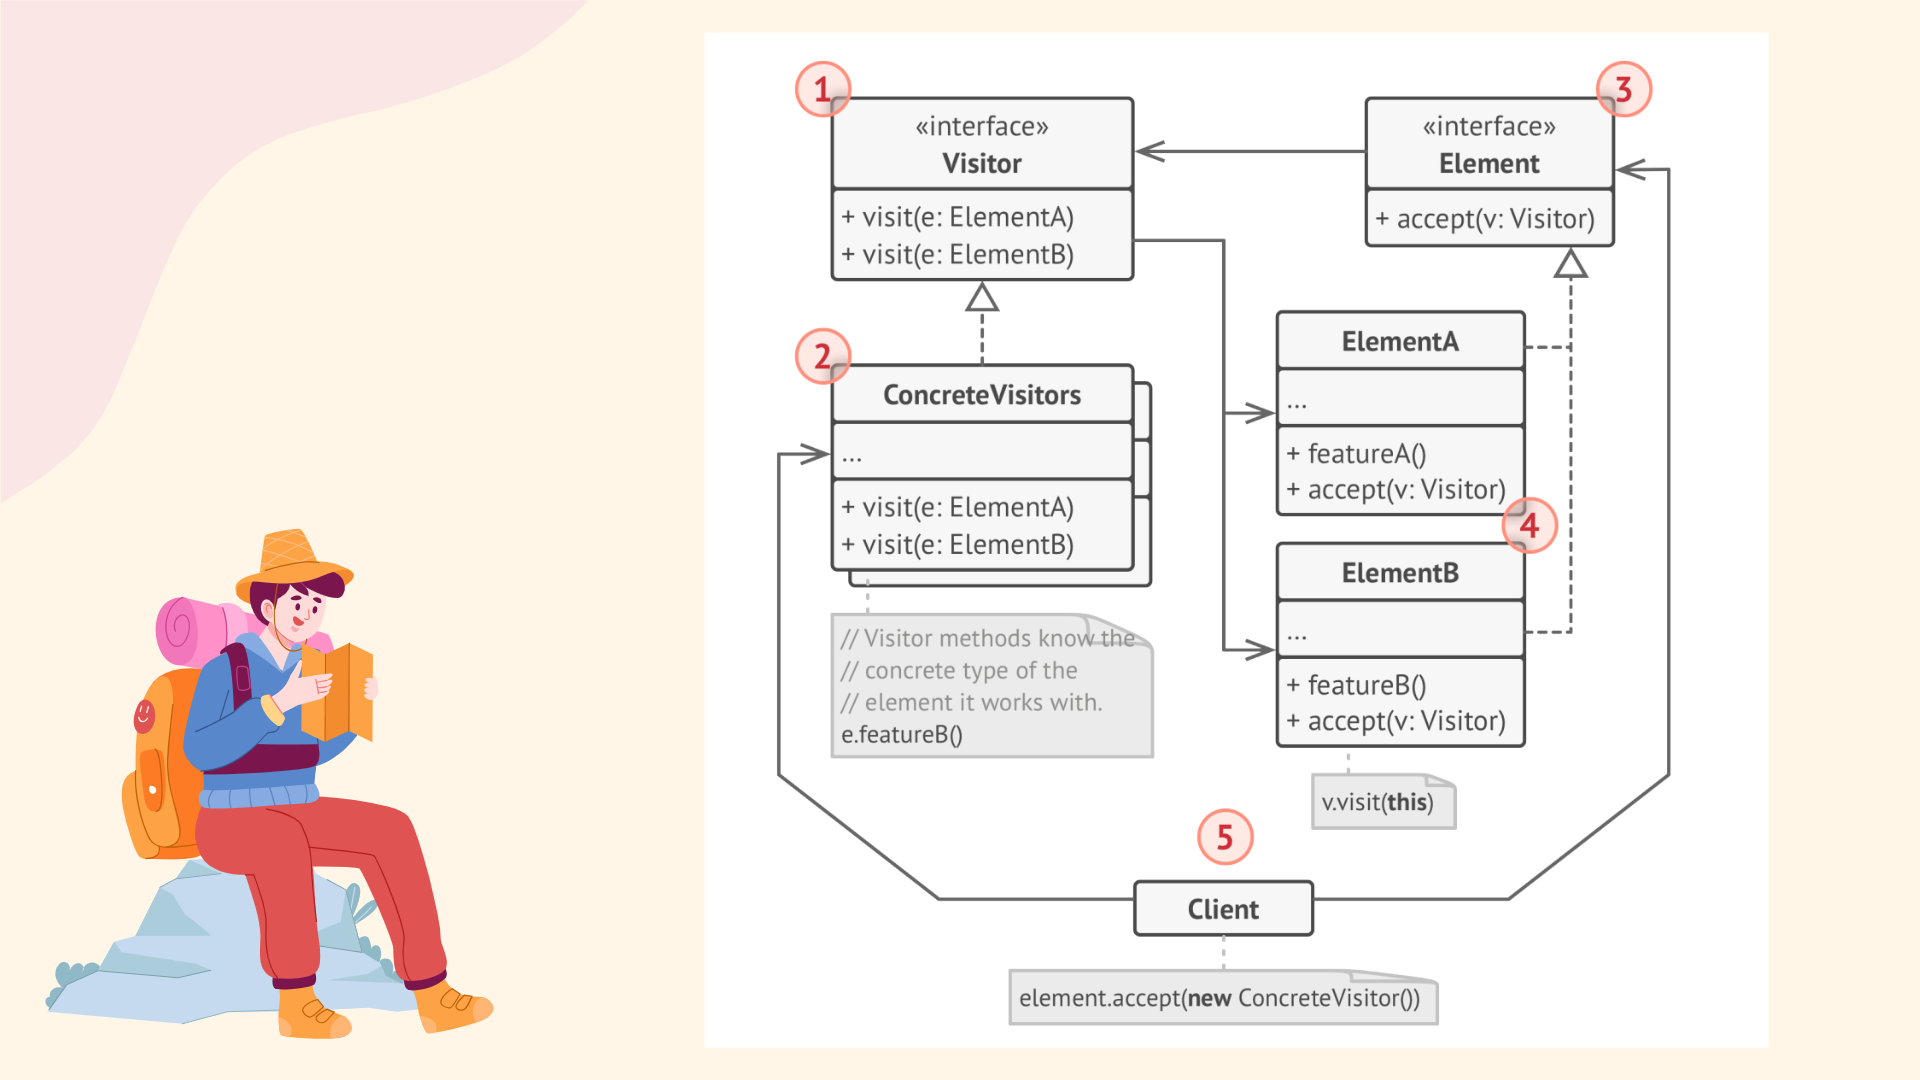 1
«interface»
Visitor
+ visit(e: ElementA)
+ visit(e: ElementB)
2
ConcreteVisitors
...
+ visit(e: ElementA)
+ visit(e: ElementB)
// Visitor methods know the
// concrete type of the
// element it works with.
e.featureB()
3
«interface»
Element
+ accept(v: Visitor)
ElementA
...
+ featureA()
+ accept(v: Visitor)
4
ElementB
...
+ featureB()
+ accept(v: Visitor)
v.visit(this)
5
Client
element.accept(new ConcreteVisitor())